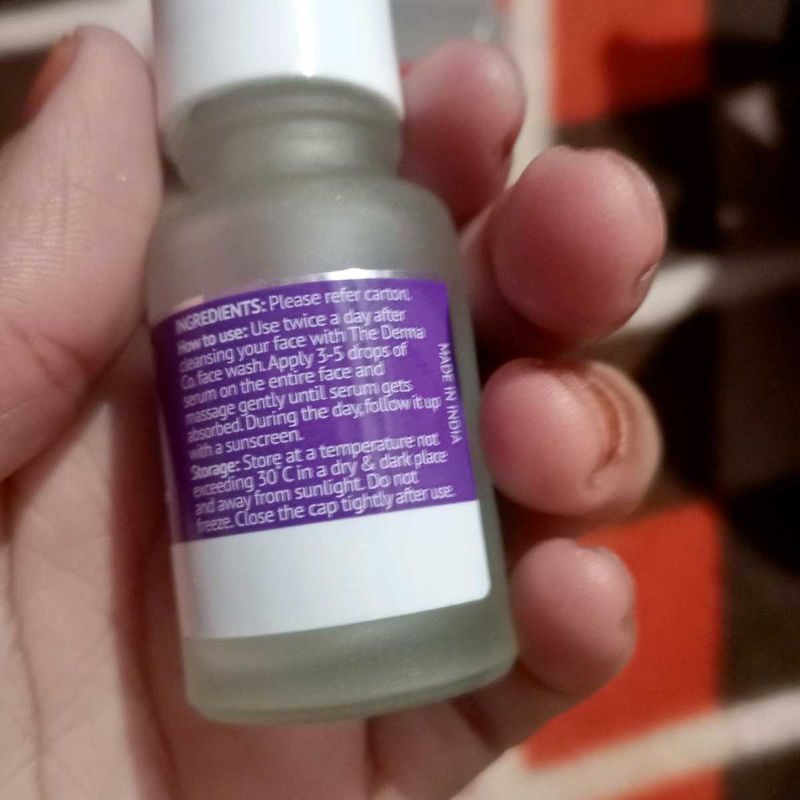 INGREDIENTS: Please refer carton.
How to use: Use twice a day after
cleansing your face with The Derma
Co. face wash. Apply 3-5 drops of
serum on the entire face and
massage gently until serum gets
absorbed. During the day, follow it up
with a sunscreen.
Storage: Store at a temperature not
exceeding 30°C in a dry & dark place
and away from sunlight. Do not
freeze. Close the cap tightly after use.
MADE IN INDIA